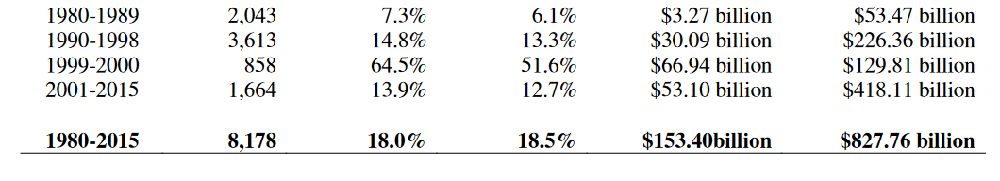 1980-1989 2,043 7.3% 6.1% $3.27 billion $53.47 billion
1990-1998 3,613 14.8% 13.3% $30.09 billion $226.36 billion
1999-2000 858 64.5% 51.6% $66.94 billion $129.81 billion
2001-2015 1,664 13.9% 12.7% $53.10 billion $418.11 billion
1980-2015 8,178 18.0% 18.5% $153.40billion $827.76 billion